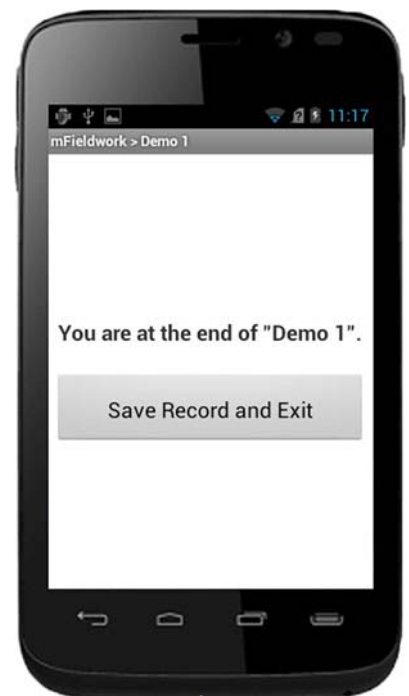 11:17
mFieldwork > Demo 1
You are at the end of "Demo 1".
Save Record and Exit